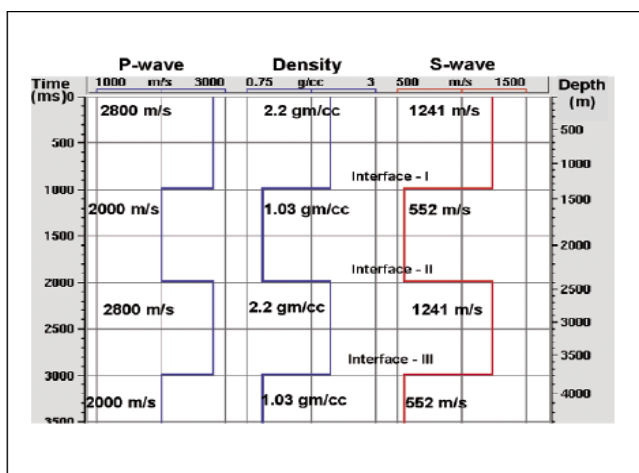 P-wave Density S-wave
Time (ms) 1000 m/s 3000 0.75 g/cc 3 500 m/s 1500 Depth (m)
0
2800 m/s 2.2 gm/cc 1241 m/s
500 500
1000
Interface - I
1000
2000 m/s 1.03 gm/cc 552 m/s 1500
1500
2000
Interface - II
2000 2500
2800 m/s 2.2 gm/cc 1241 m/s
2500 3000
3500
Interface - III
3000
2000 m/s 1.03 gm/cc 552 m/s 4000
3500